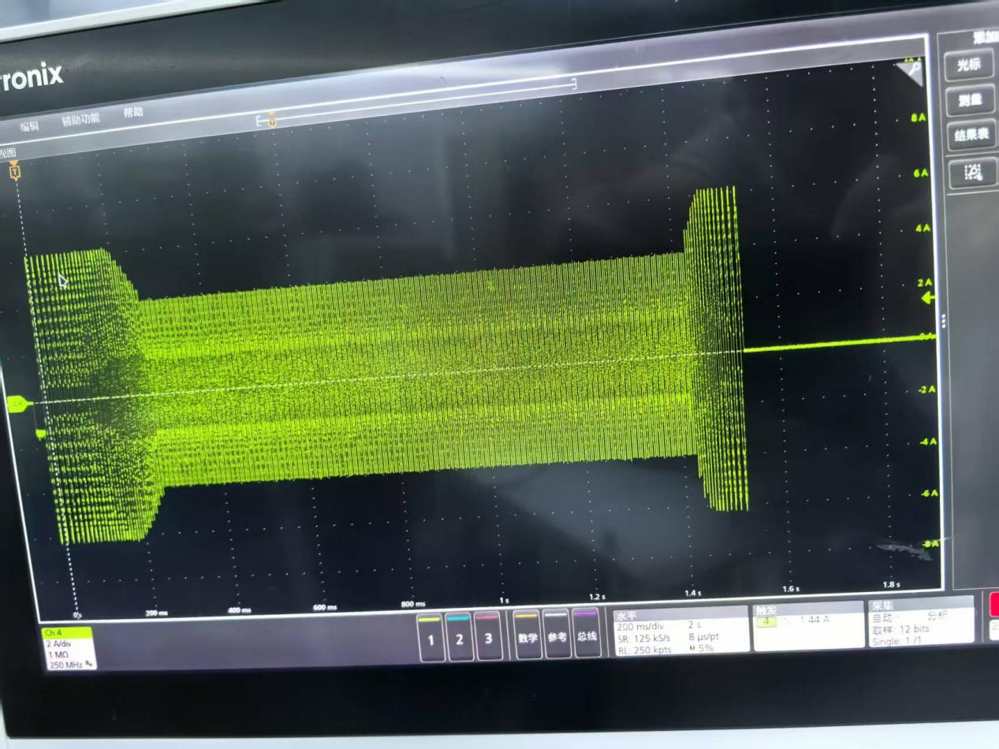 ronix
编辑 辅助功能 帮助
视图
T
T
添加
光标
测量
结果表
8 A
6 A
4 A
2 A
0 A
-2 A
-4 A
-6 A
-8 A
0 s 200 ms 400 ms 600 ms 800 ms 1 s 1.2 s 1.4 s 1.6 s 1.8 s
Ch 4
2 A/div
1 MΩ
250 MHz
1 2 3 数学 参考 总线
水平
200 ms/div 2 s
SR: 125 kS/s 8 µs/pt
RL: 250 kpts 5%
触发
4 1.44 A
采集
自动, 分析
取样: 12 bits
Single: 1 /1